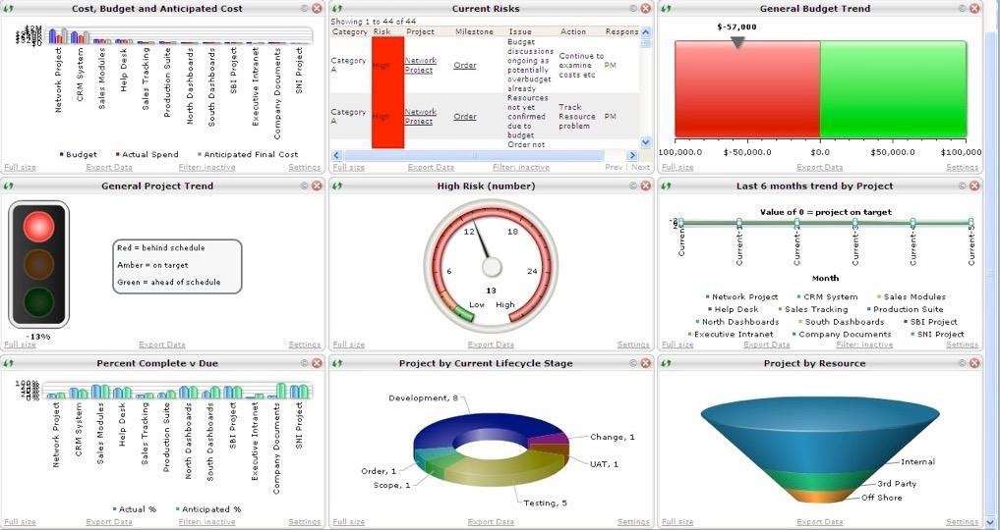 Cost, Budget and Anticipated Cost
Network Project
CRM System
Sales Modules
Help Desk
Sales Tracking
Production Suite
North Dashboards
South Dashboards
SBI Project
Executive Intranet
Company Documents
SNI Project
Budget Actual Spend Anticipated Final Cost
Full size Export Data Settings
Current Risks
Showing 1 to 44 of 44
Category Risk Project Milestone Issue Action Respons
Category A High Network Project Order Budget discussions ongoing as potentially overbudget already Continue to examine costs etc PM
Category A High Network Project Order Resources not yet confirmed due to budget Order not Track Resource problem PM
Full size Export Data Filter: inactive Prev Next
General Budget Trend
$-57,000
100,000.0 $-50,000.0 $0.0 $50,000.0 $100,000
Full size Export Data Settings
General Project Trend
Red = behind schedule
Amber = on target
Green = ahead of schedule
-13%
Full size Export Data Settings
High Risk (number)
12 18
6 24
13
Low High
Full size Export Data Settings
Last 6 months trend by Project
Value of 0 = project on target
Current
Current-1
Current-2
Current-3
Current-4
Current-5
Month
Network Project CRM System Sales Modules
Help Desk Sales Tracking Production Suite
North Dashboards South Dashboards SBI Project
Executive Intranet Company Documents SNI Project
Full size Export Data Filter: inactive Settings
Percent Complete v Due
100%
0%
Network Project
CRM System
Sales Modules
Help Desk
Sales Tracking
Production Suite
North Dashboards
South Dashboards
SBI Project
Executive Intranet
Company Documents
SNI Project
Actual % Anticipated %
Full size Export Data Filter: inactive Settings
Project by Current Lifecycle Stage
Development, 8
Change, 1
UAT, 1
Order, 1
Scope, 1
Testing, 5
Full size Export Data Settings
Project by Resource
Internal
3rd Party
Off Shore
Full size Export Data Settings